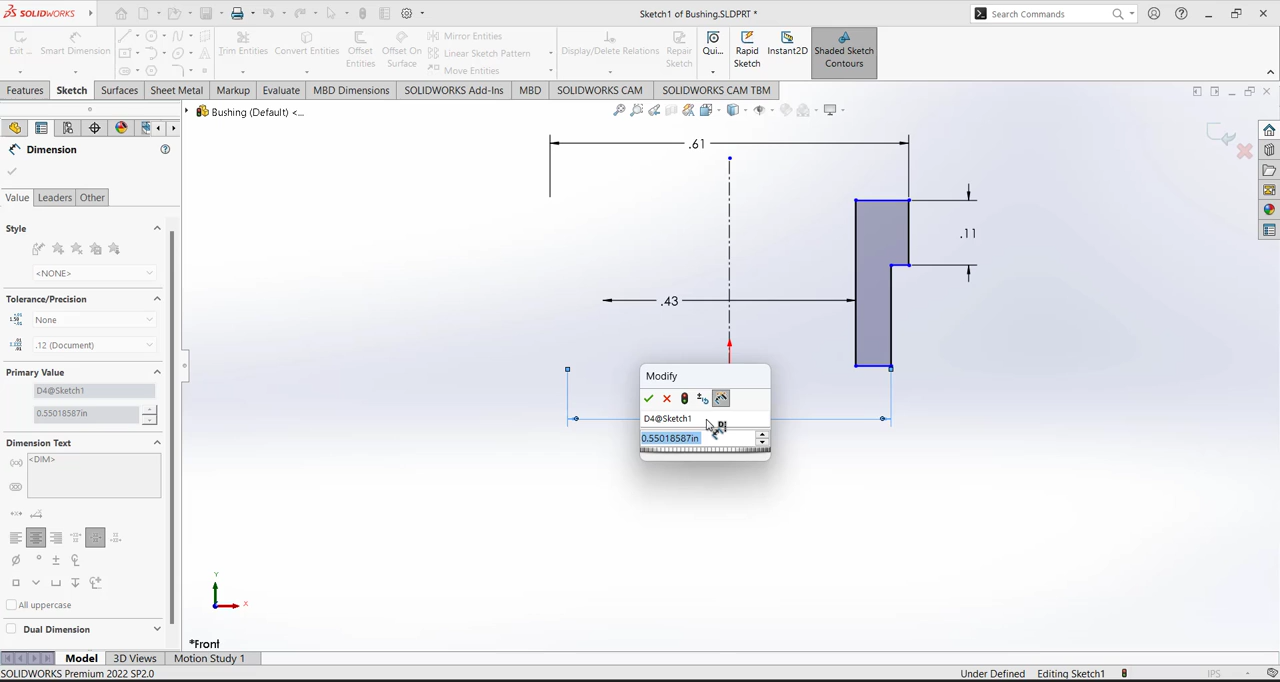 SOLIDWORKS
Sketch1 of Bushing.SLDPRT *
Search Commands
Exit ...
Smart Dimension
Trim Entities
Convert Entities
Offset Entities
Offset On Surface
Mirror Entities
Linear Sketch Pattern
Move Entities
Display/Delete Relations
Repair Sketch
Qui...
Rapid Sketch
Instant2D
Shaded Sketch Contours
Features
Sketch
Surfaces
Sheet Metal
Markup
Evaluate
MBD Dimensions
SOLIDWORKS Add-Ins
MBD
SOLIDWORKS CAM
SOLIDWORKS CAM TBM
Bushing (Default) <...
Dimension
Value
Leaders
Other
Style
<NONE>
Tolerance/Precision
None
.12 (Document)
Primary Value
D4@Sketch1
0.55018587in
Dimension Text
<DIM>
All uppercase
Dual Dimension
.61
.11
.43
Modify
D4@Sketch1
0.55018587in
Y
X
*Front
Model
3D Views
Motion Study 1
SOLIDWORKS Premium 2022 SP2.0
Under Defined
Editing Sketch1
IPS